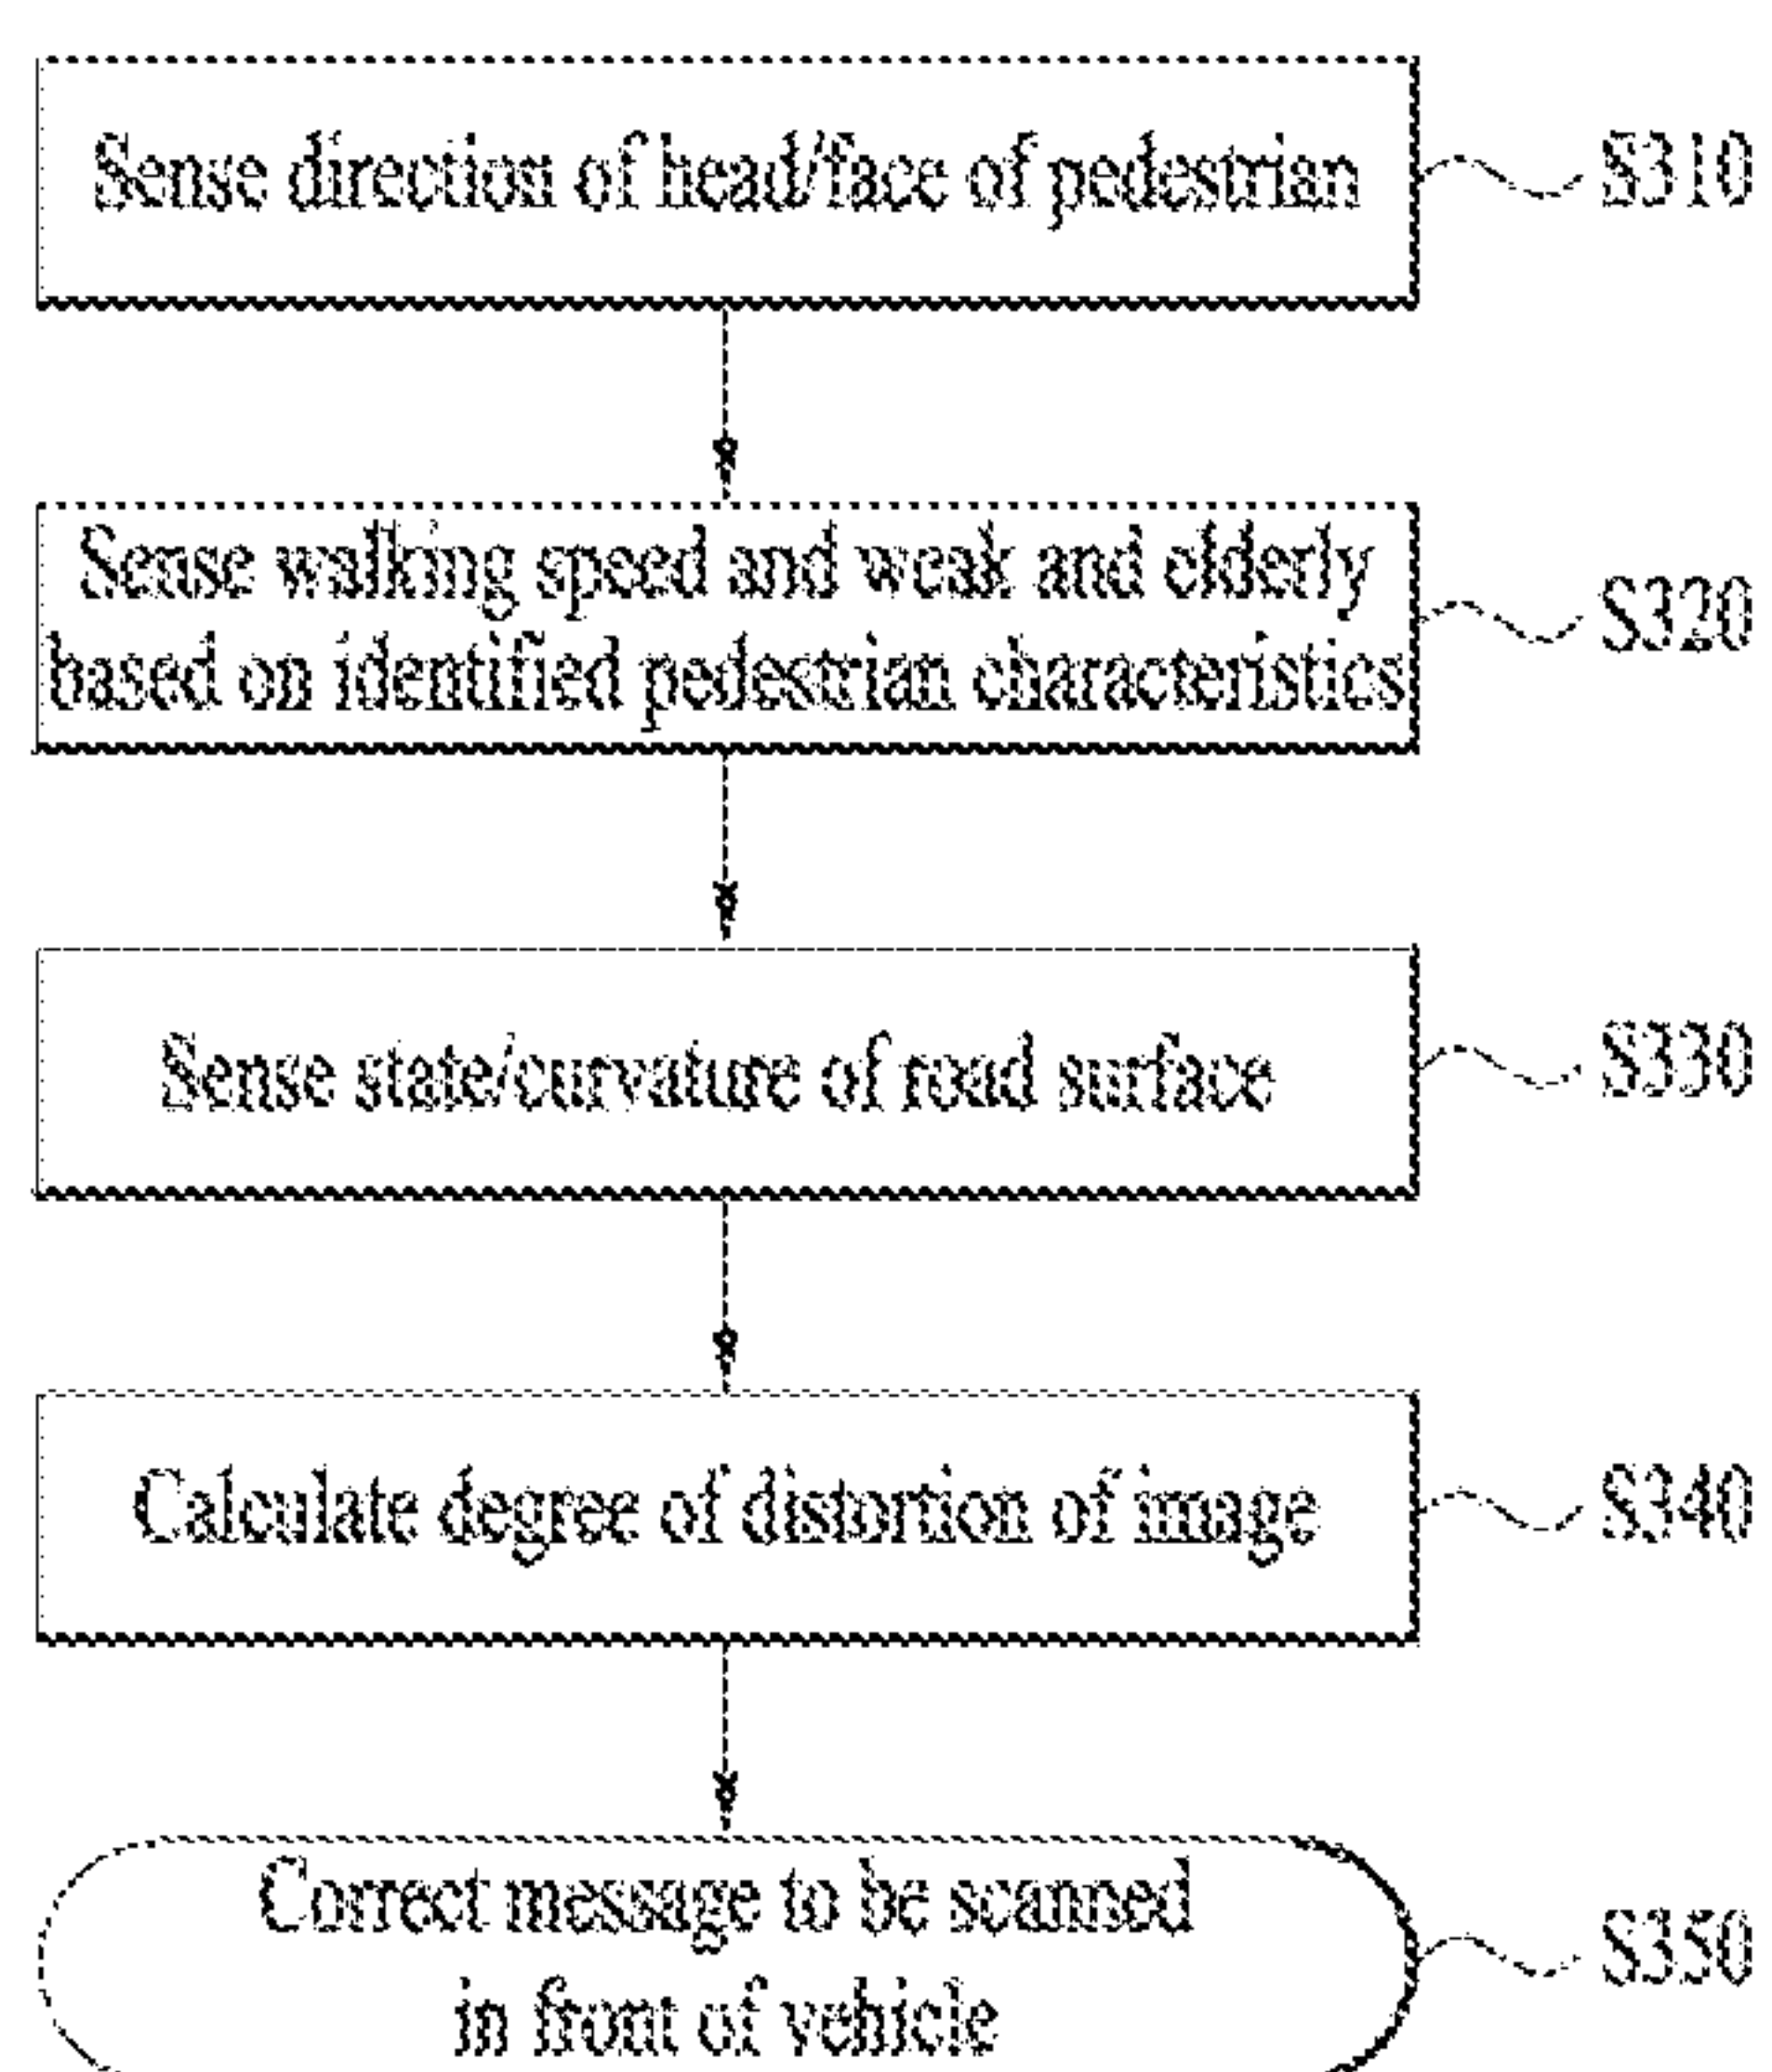 Sense direction of head/face of pedestrian
S310
Sense walking speed and weak and elderly
based on identified pedestrian characteristics
S320
Sense state/curvature of road surface
S330
Calculate degree of distortion of image
S340
Correct message to be scanned
in front of vehicle
S350